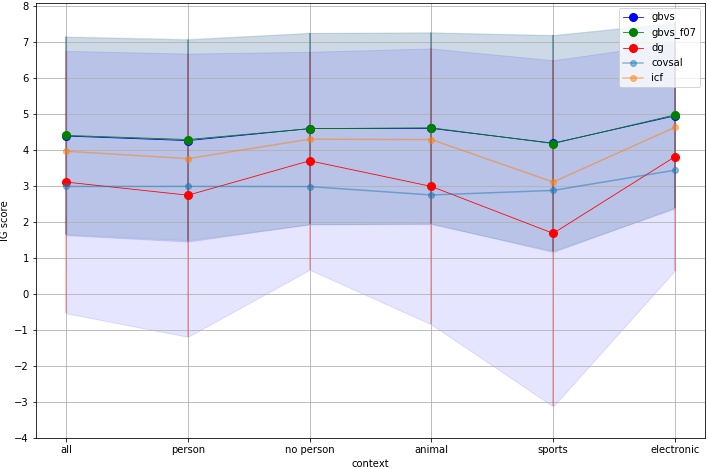 8
7
6
5
4
3
2
1
0
−1
−2
−3
−4
IG score
all
person
no person
animal
sports
electronic
context
gbvs
gbvs_f07
dg
covsal
icf